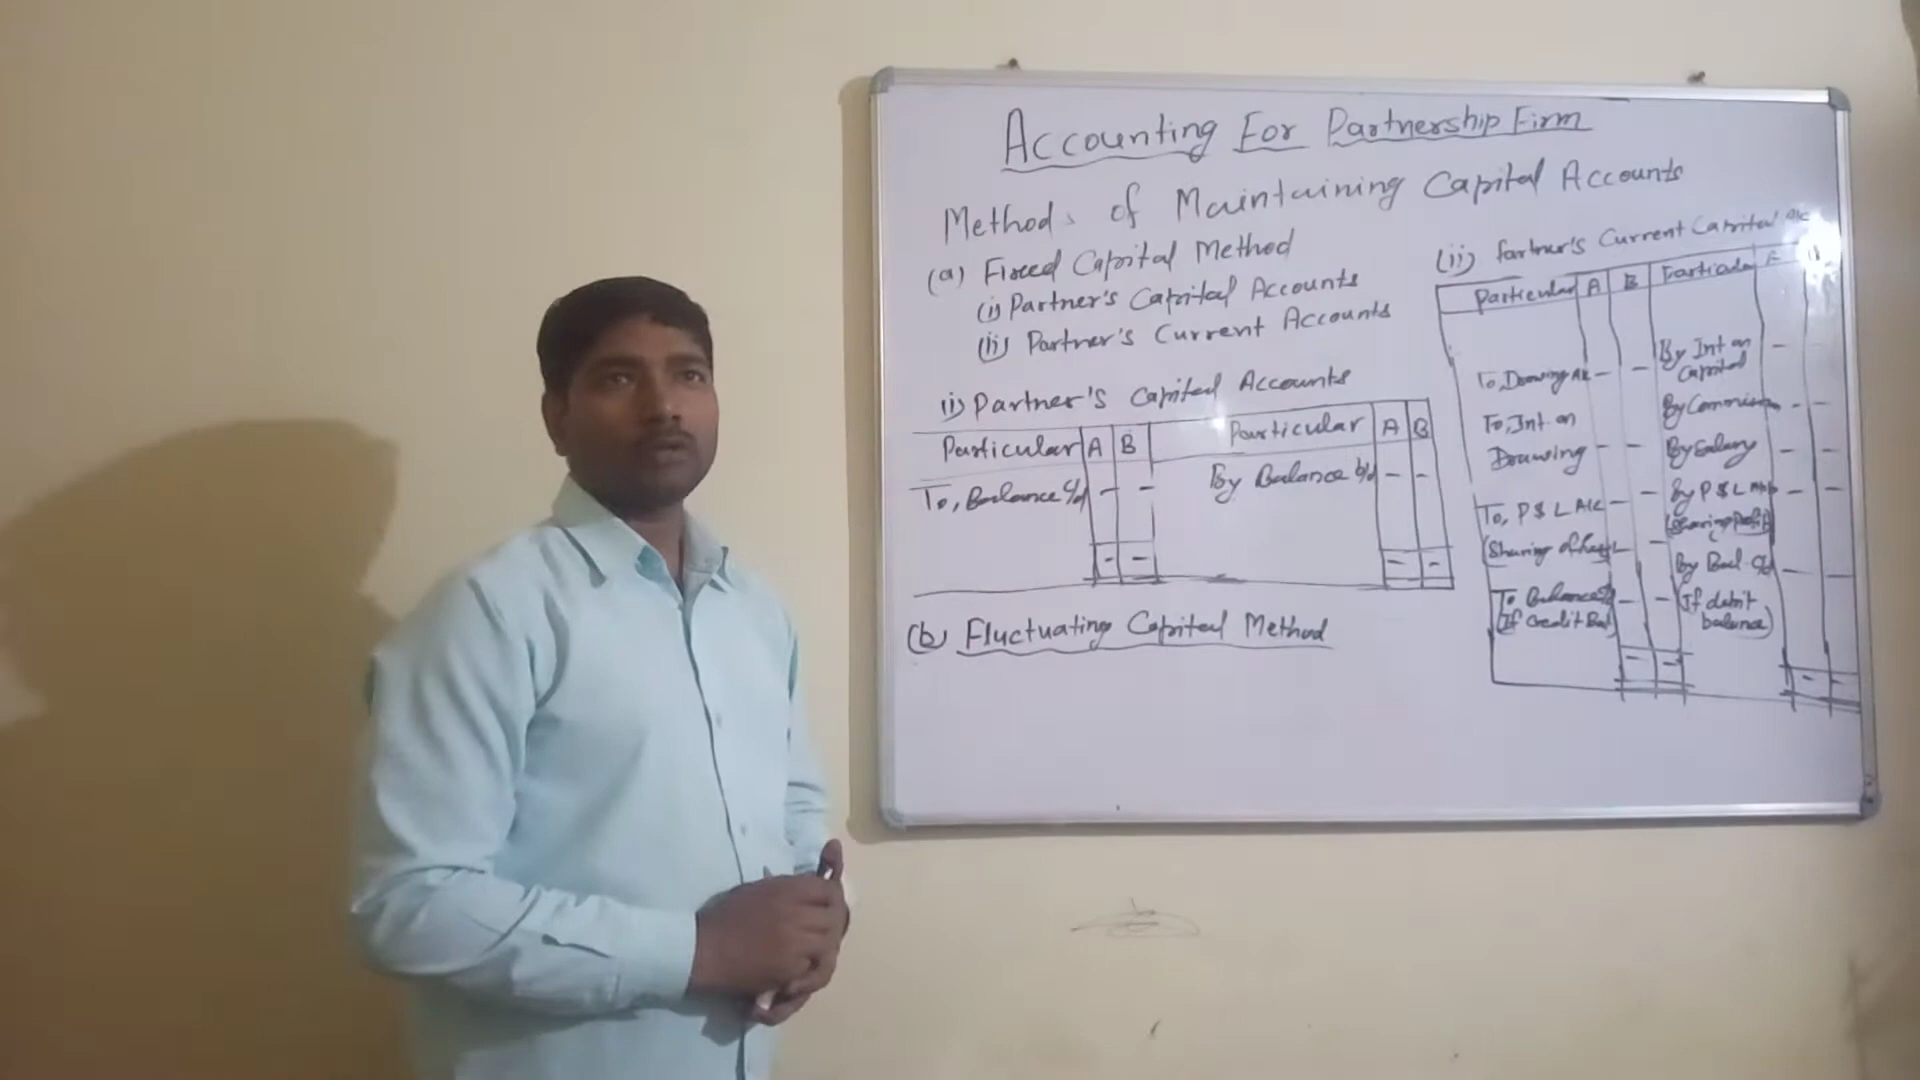 Accounting For Partnership Firm
Methods of Maintaining Capital Accounts
(a) Fixed Capital Method
(i) Partner's Capital Accounts
(ii) Partner's Current Accounts
(i) Partner's Capital Accounts
Particular A B Particular A B
To, Balance c/d - - By Balance b/d - -
- - - -
(b) Fluctuating Capital Method
(ii) Partner's Current Capital A/c
Particular A B Particular
To, Drawing A/c - - By Int on Capital - -
By Commission - -
To, Int on
Drawing - - By Salary - -
To, P $ L A/c - - By P $ L App - -
(Sharing of (Sharing Profit)
To Balance c/d - - By Bal c/d - -
(If credit Bal) (If debit
balance)
- - - -